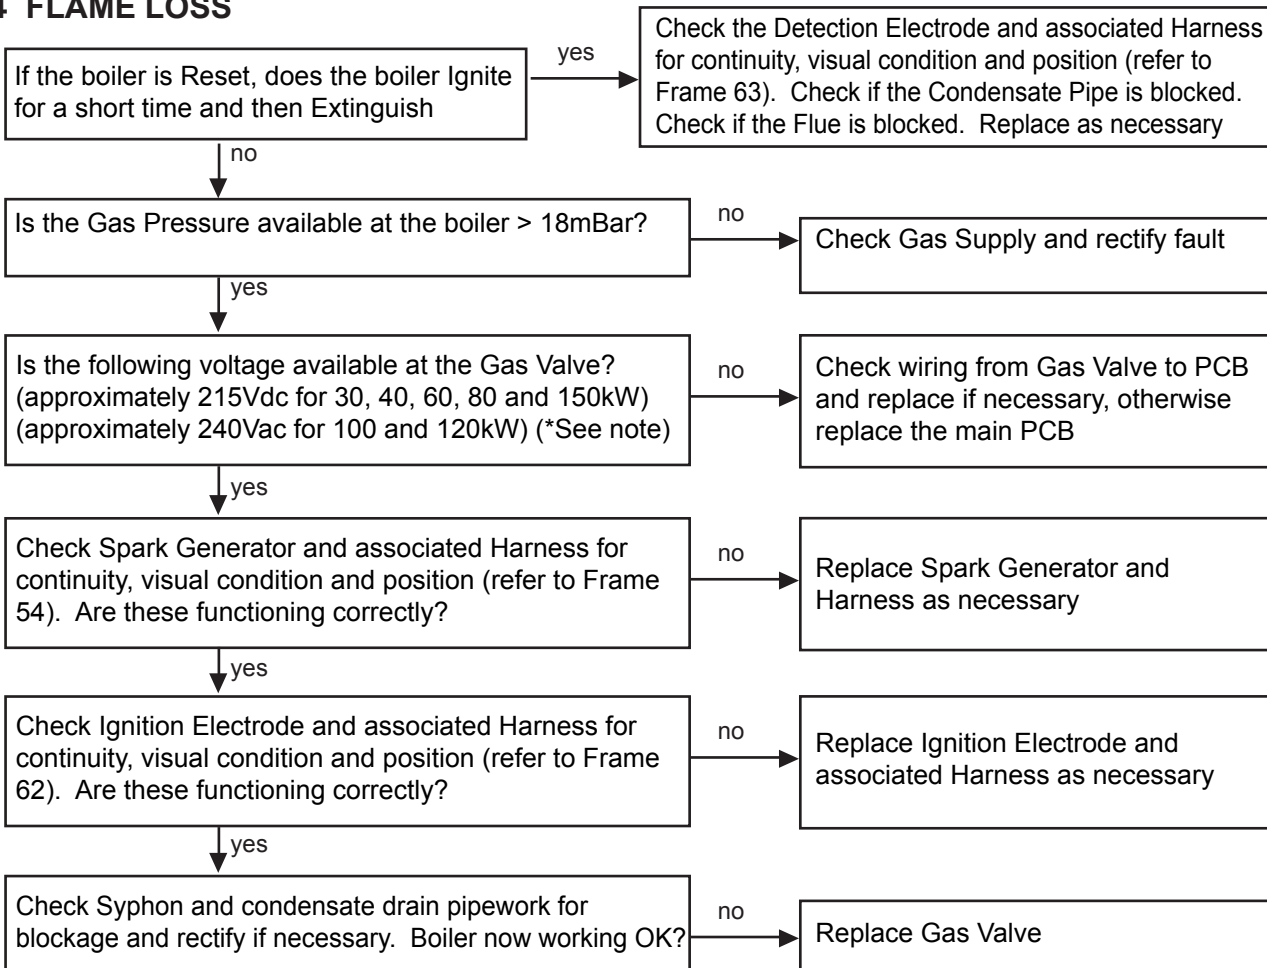 4 FLAME LOSS
If the boiler is Reset, does the boiler Ignite
for a short time and then Extinguish
yes
Check the Detection Electrode and associated Harness
for continuity, visual condition and position (refer to
Frame 63). Check if the Condensate Pipe is blocked.
Check if the Flue is blocked. Replace as necessary
no
Is the Gas Pressure available at the boiler > 18mBar?
no
Check Gas Supply and rectify fault
yes
Is the following voltage available at the Gas Valve?
(approximately 215Vdc for 30, 40, 60, 80 and 150kW)
(approximately 240Vac for 100 and 120kW) (*See note)
no
Check wiring from Gas Valve to PCB
and replace if necessary, otherwise
replace the main PCB
yes
Check Spark Generator and associated Harness for
continuity, visual condition and position (refer to Frame
54). Are these functioning correctly?
no
Replace Spark Generator and
Harness as necessary
yes
Check Ignition Electrode and associated Harness for
continuity, visual condition and position (refer to Frame
62). Are these functioning correctly?
no
Replace Ignition Electrode and
associated Harness as necessary
yes
Check Syphon and condensate drain pipework for
blockage and rectify if necessary. Boiler now working OK?
no
Replace Gas Valve